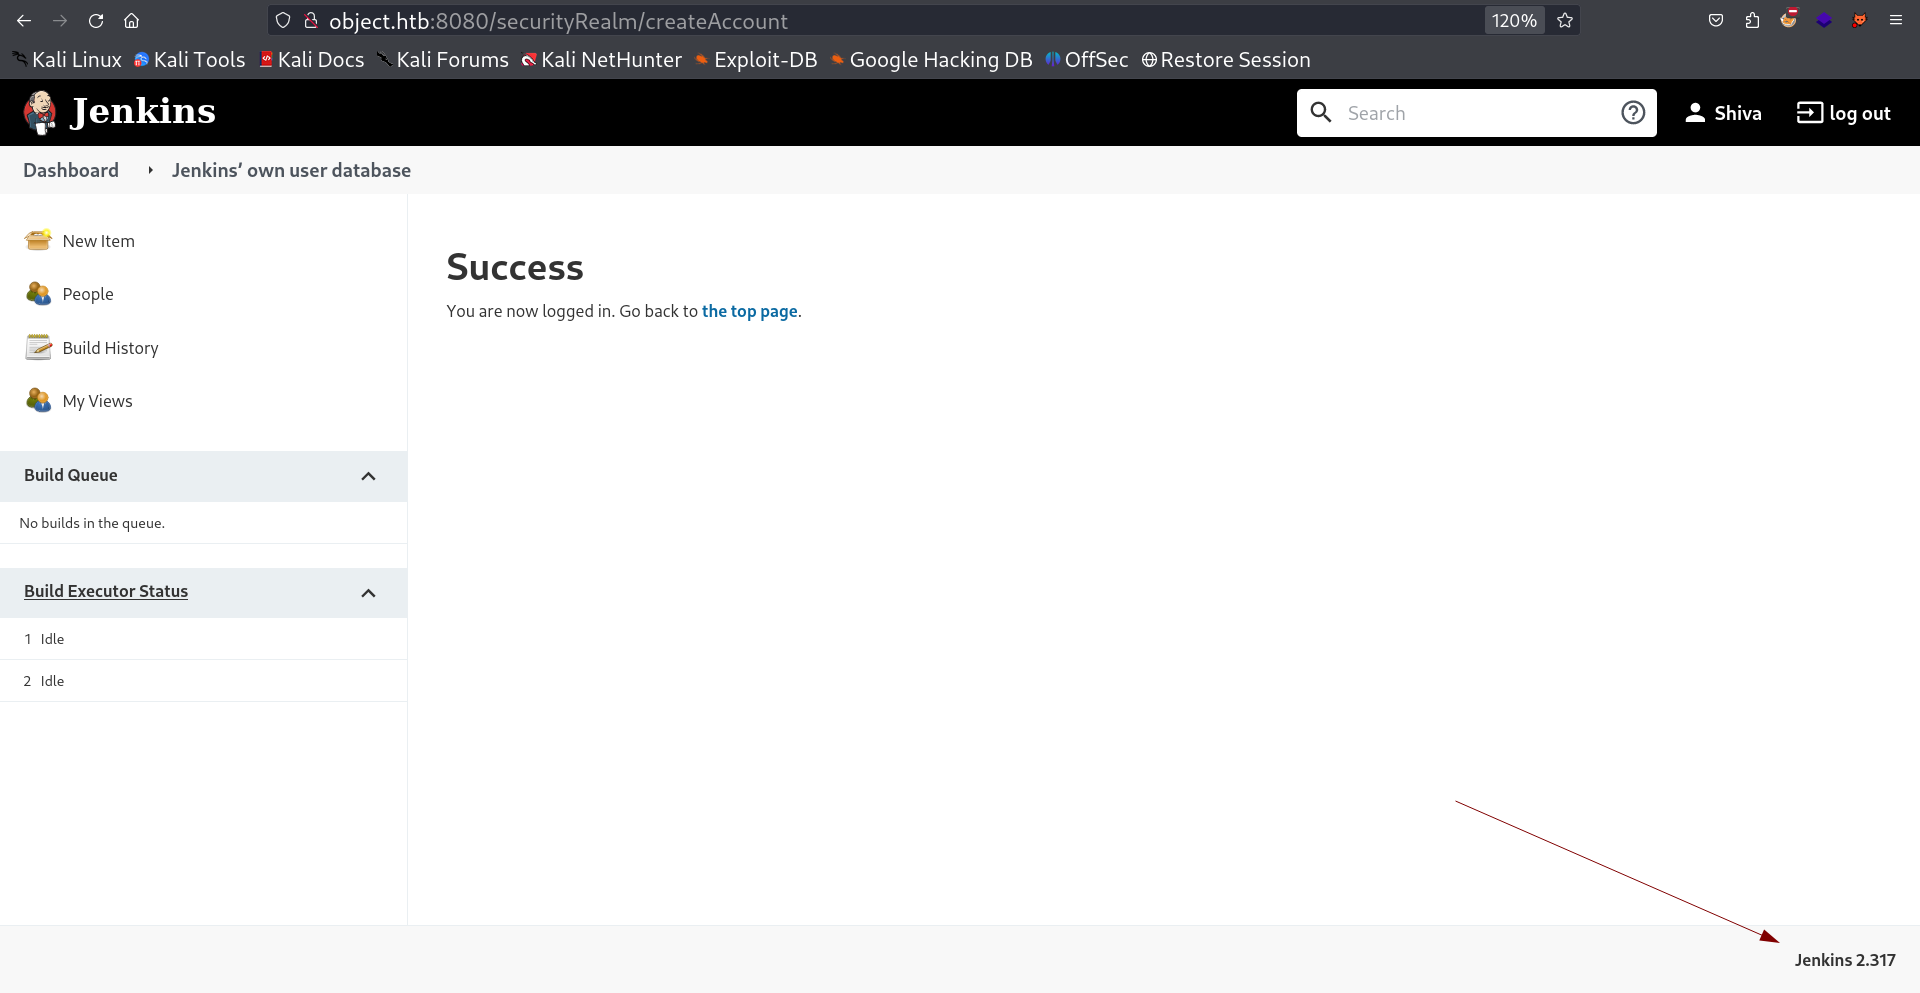 object.htb:8080/securityRealm/createAccount 120%
Kali Linux Kali Tools Kali Docs Kali Forums Kali NetHunter Exploit-DB Google Hacking DB OffSec Restore Session
Jenkins Search Shiva log out
Dashboard Jenkins’ own user database
New Item
People
Build History
My Views
Build Queue
No builds in the queue.
Build Executor Status
1 Idle
2 Idle
Success
You are now logged in. Go back to the top page.
Jenkins 2.317